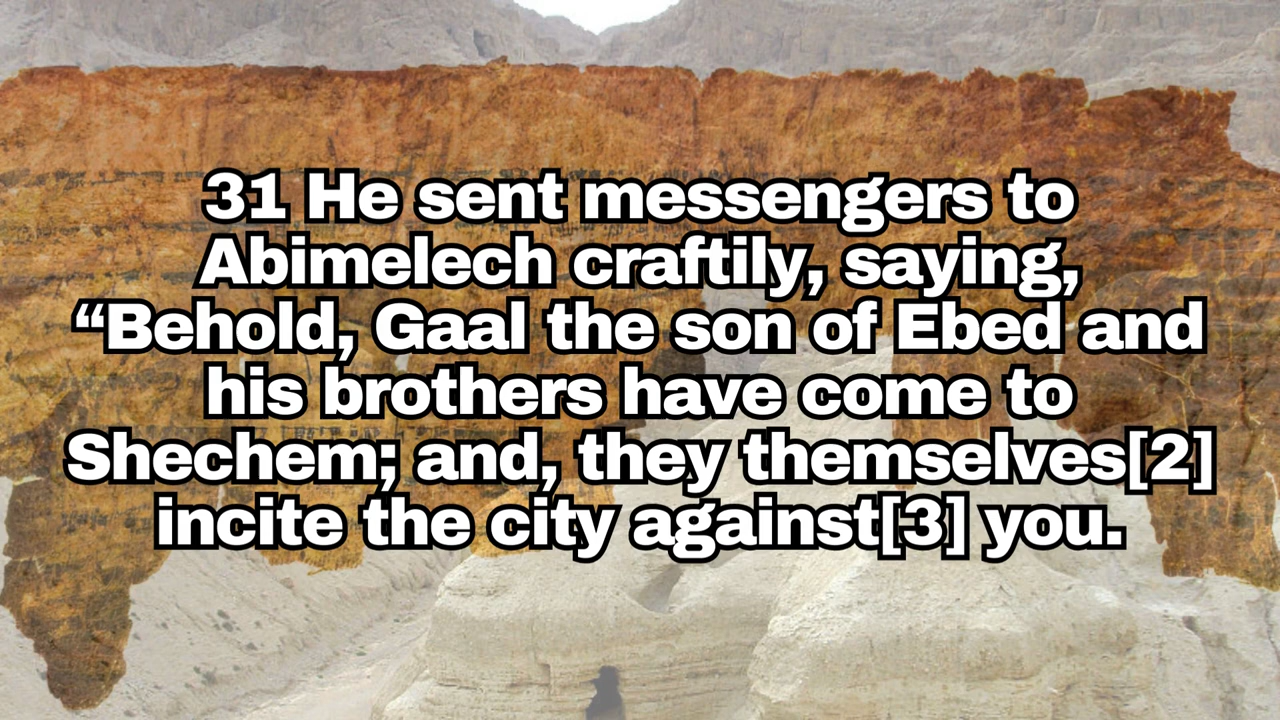 31 He sent messengers to
Abimelech craftily, saying,
“Behold, Gaal the son of Ebed and
his brothers have come to
Shechem; and, they themselves[2]
incite the city against[3] you.